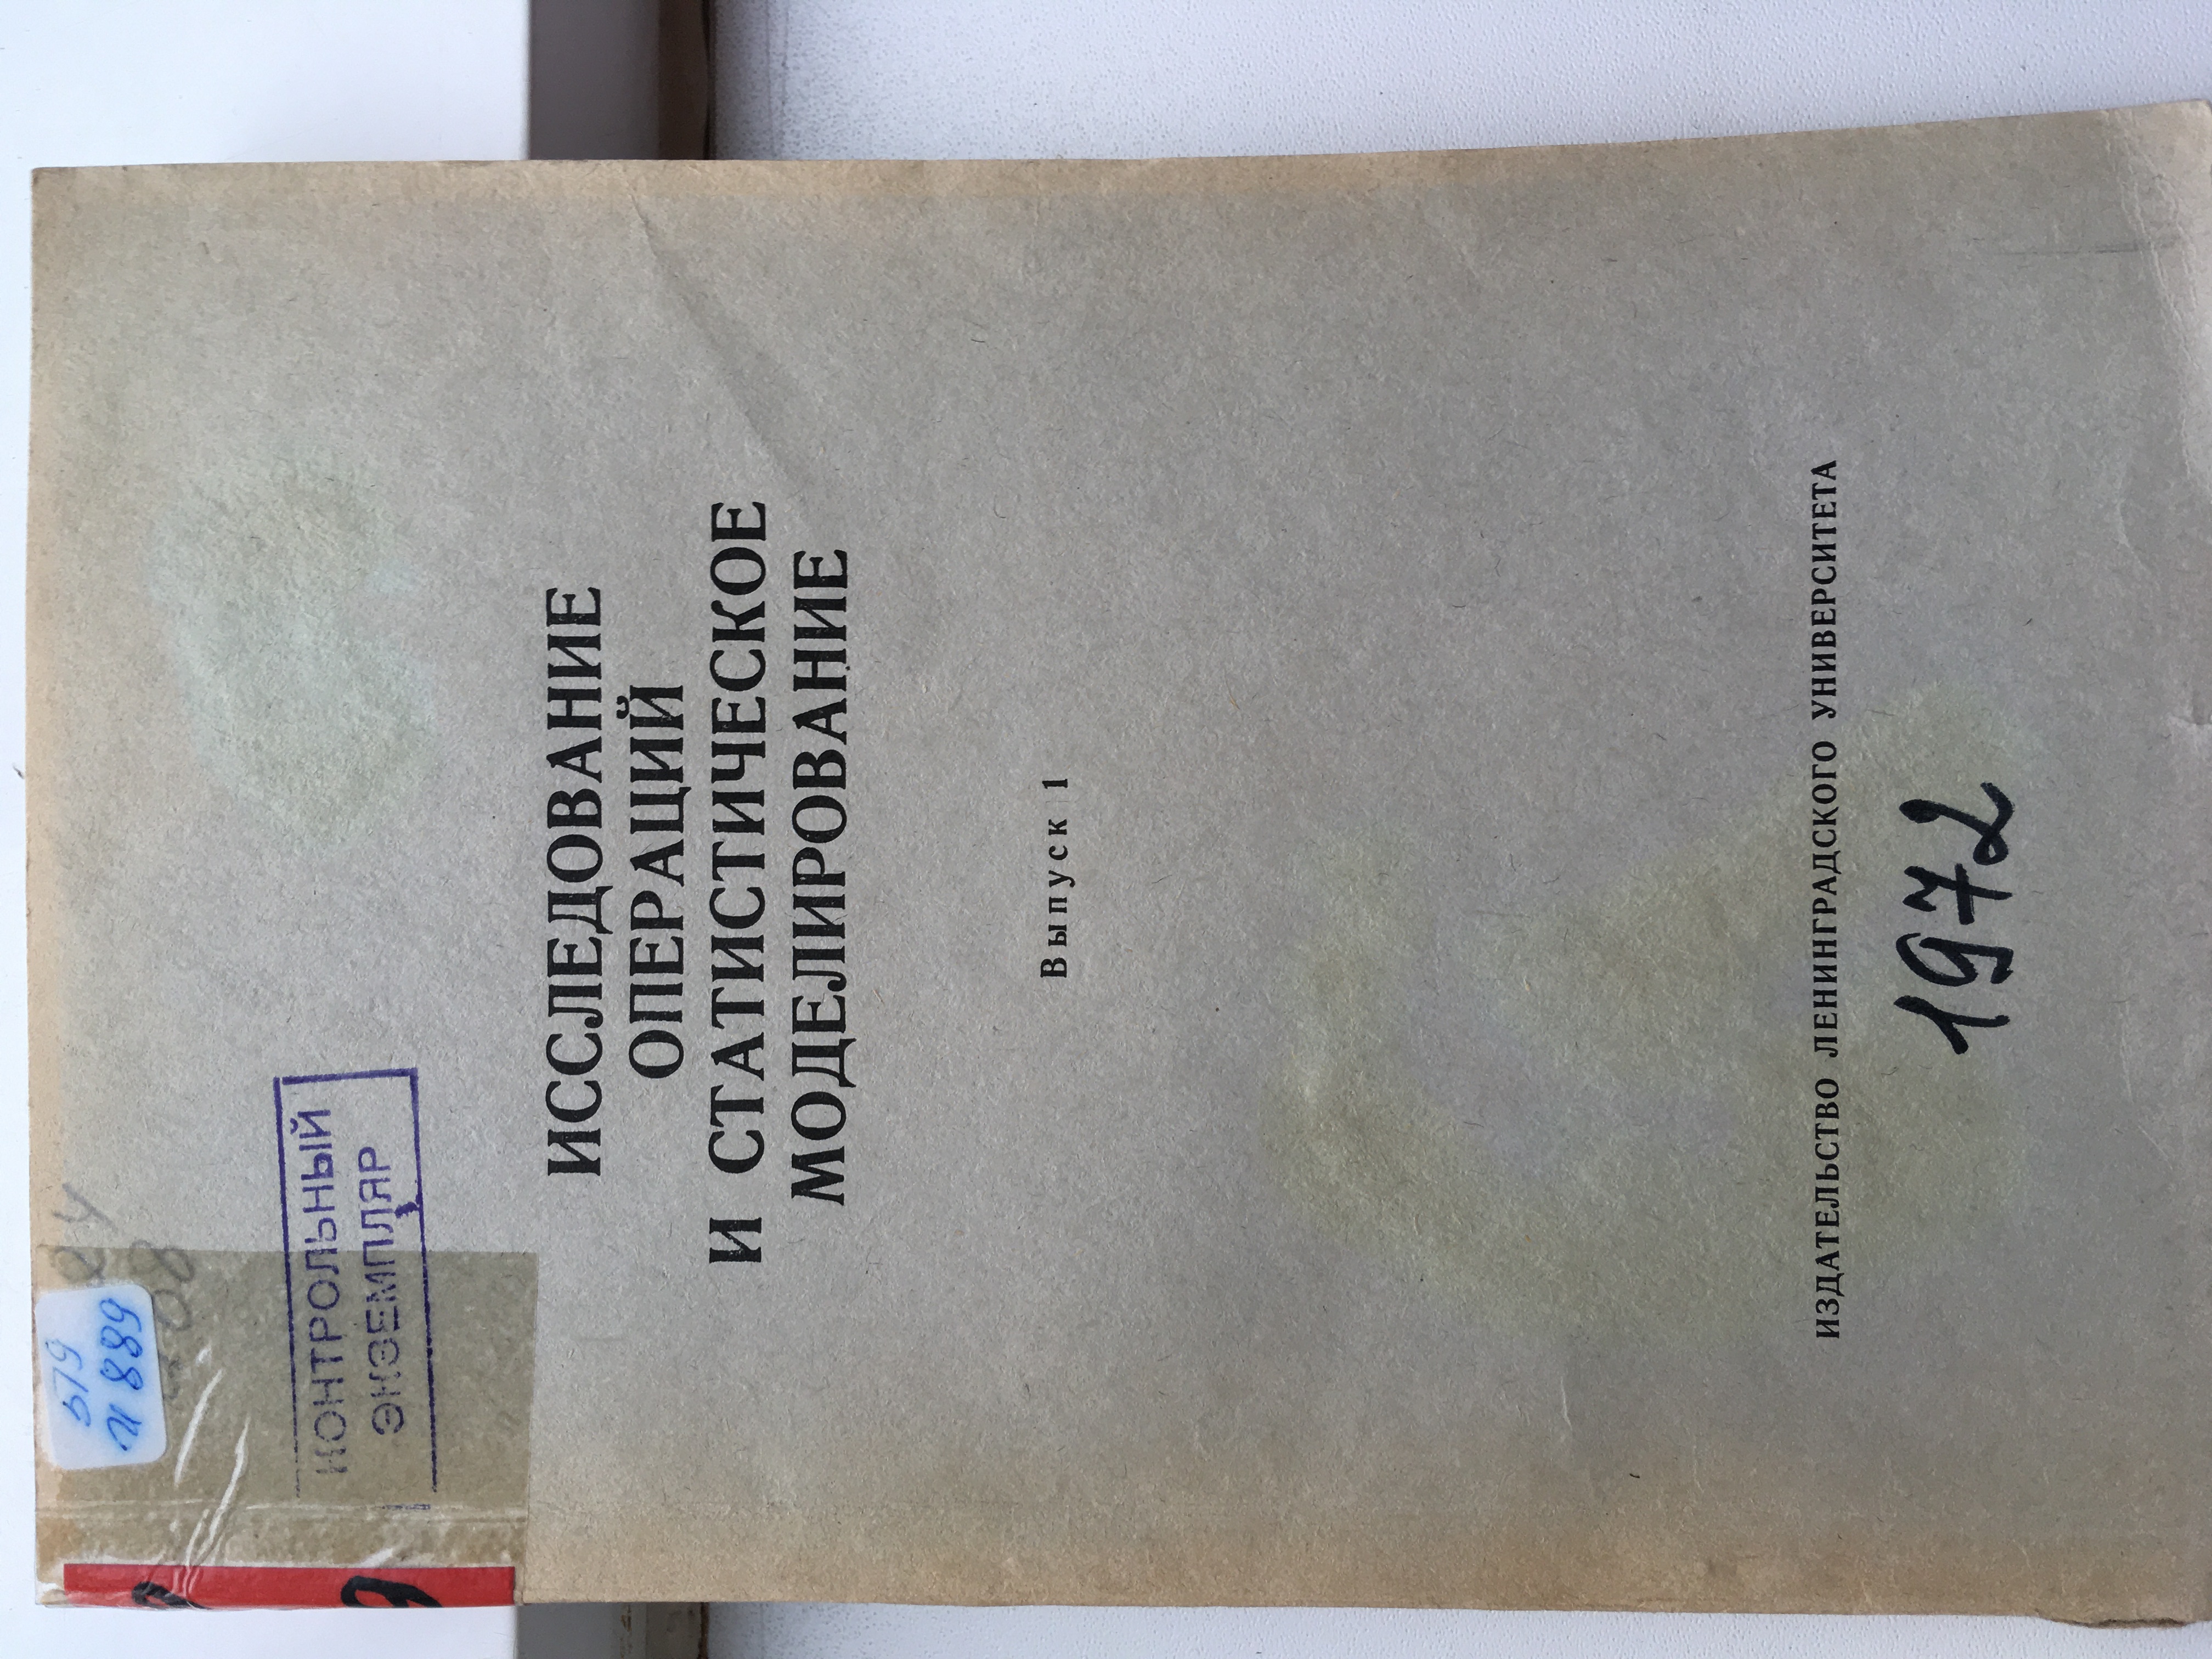 519
И 889
КОНТРОЛЬНЫЙ
ЭКЗЕМПЛЯР
ИССЛЕДОВАНИЕ
ОПЕРАЦИЙ
И СТАТИСТИЧЕСКОЕ
МОДЕЛИРОВАНИЕ
Выпуск 1
ИЗДАТЕЛЬСТВО ЛЕНИНГРАДСКОГО УНИВЕРСИТЕТА
1972